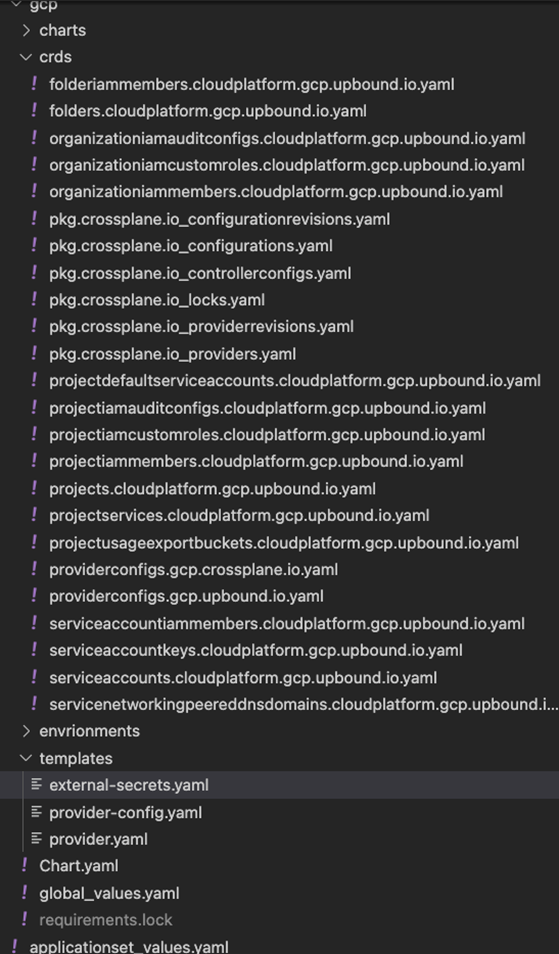 gcp
charts
crds
folderiammembers.cloudplatform.gcp.upbound.io.yaml
folders.cloudplatform.gcp.upbound.io.yaml
organizationiamauditconfigs.cloudplatform.gcp.upbound.io.yaml
organizationiamcustomroles.cloudplatform.gcp.upbound.io.yaml
organizationiammembers.cloudplatform.gcp.upbound.io.yaml
pkg.crossplane.io_configurationrevisions.yaml
pkg.crossplane.io_configurations.yaml
pkg.crossplane.io_controllerconfigs.yaml
pkg.crossplane.io_locks.yaml
pkg.crossplane.io_providerrevisions.yaml
pkg.crossplane.io_providers.yaml
projectdefaultserviceaccounts.cloudplatform.gcp.upbound.io.yaml
projectiamauditconfigs.cloudplatform.gcp.upbound.io.yaml
projectiamcustomroles.cloudplatform.gcp.upbound.io.yaml
projectiammembers.cloudplatform.gcp.upbound.io.yaml
projects.cloudplatform.gcp.upbound.io.yaml
projectservices.cloudplatform.gcp.upbound.io.yaml
projectusageexportbuckets.cloudplatform.gcp.upbound.io.yaml
providerconfigs.gcp.crossplane.io.yaml
providerconfigs.gcp.upbound.io.yaml
serviceaccountiammembers.cloudplatform.gcp.upbound.io.yaml
serviceaccountkeys.cloudplatform.gcp.upbound.io.yaml
serviceaccounts.cloudplatform.gcp.upbound.io.yaml
servicenetworkingpeereddnsdomains.cloudplatform.gcp.upbound.i...
envrionments
templates
external-secrets.yaml
provider-config.yaml
provider.yaml
Chart.yaml
global_values.yaml
requirements.lock
applicationset_values.yaml